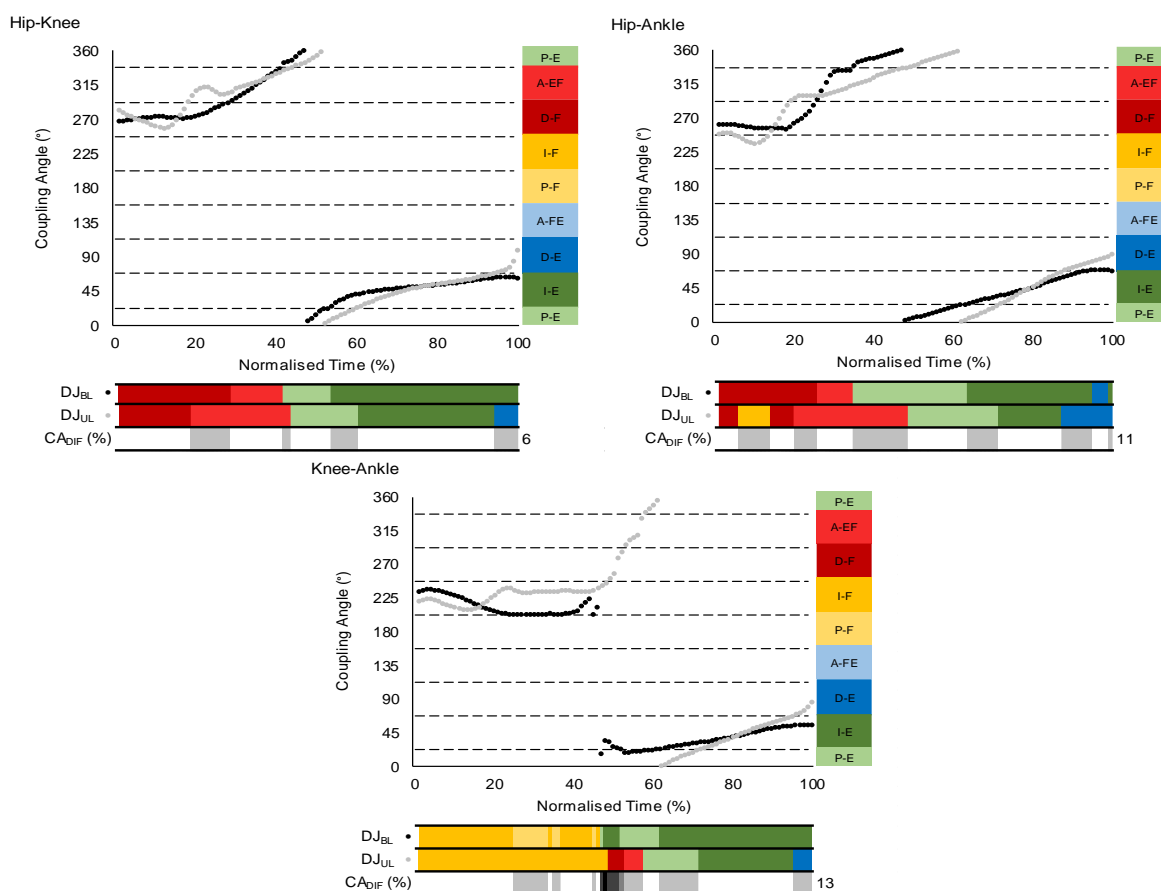 Hip-Knee
Coupling Angle (°)
360
315
270
225
180
135
90
45
0
P-E
A-EF
D-F
I-F
P-F
A-FE
D-E
I-E
P-E
0 20 40 60 80 100
Normalised Time (%)
DJBL
DJUL
CADIF (%) 6
Hip-Ankle
Coupling Angle (°)
360
315
270
225
180
135
90
45
0
P-E
A-EF
D-F
I-F
P-F
A-FE
D-E
I-E
P-E
0 20 40 60 80 100
Normalised Time (%)
DJBL
DJUL
CADIF (%) 11
Knee-Ankle
Coupling Angle (°)
360
315
270
225
180
135
90
45
0
P-E
A-EF
D-F
I-F
P-F
A-FE
D-E
I-E
P-E
0 20 40 60 80 100
Normalised Time (%)
DJBL
DJUL
CADIF (%) 13